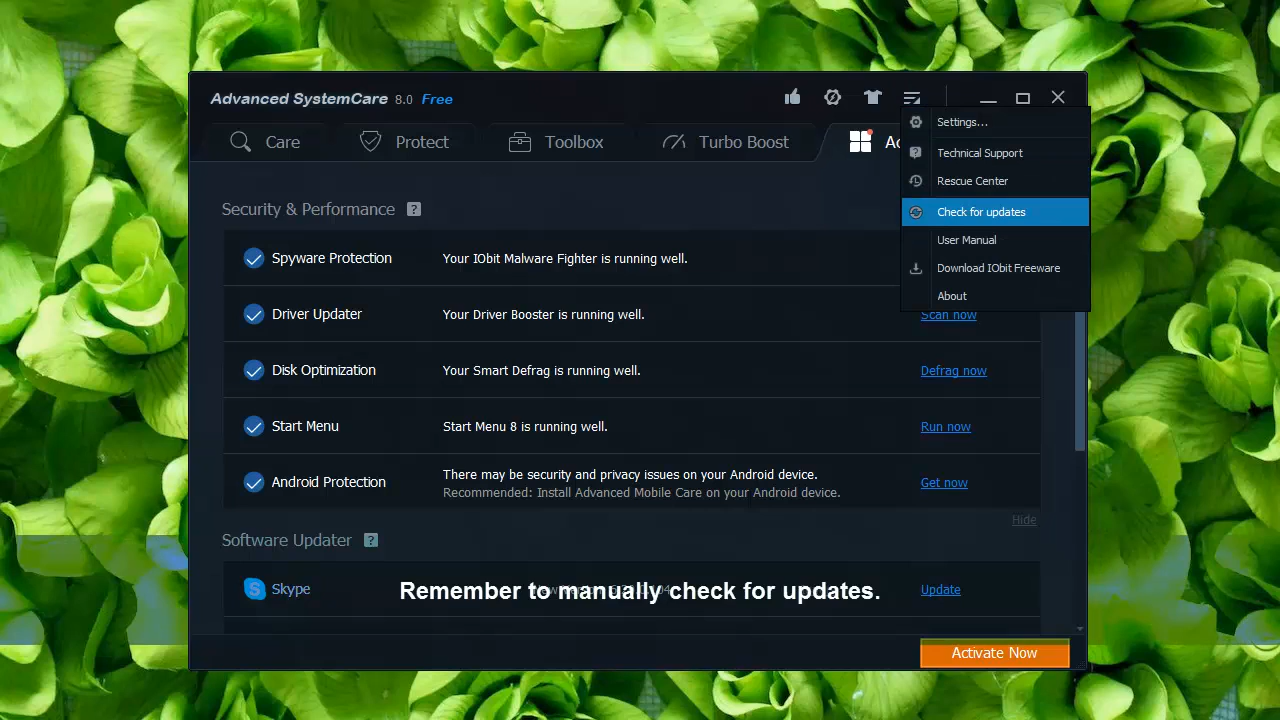 Advanced SystemCare 8.0 Free
Care
Protect
Toolbox
Turbo Boost
Settings...
Technical Support
Rescue Center
Check for updates
User Manual
Download IObit Freeware
About
Security & Performance ?
Spyware Protection Your IObit Malware Fighter is running well.
Driver Updater Your Driver Booster is running well. Scan now
Disk Optimization Your Smart Defrag is running well. Defrag now
Start Menu Start Menu 8 is running well. Run now
Android Protection There may be security and privacy issues on your Android device. Get now
Recommended: Install Advanced Mobile Care on your Android device.
Hide
Software Updater ?
Skype Update
Remember to manually check for updates.
Activate Now